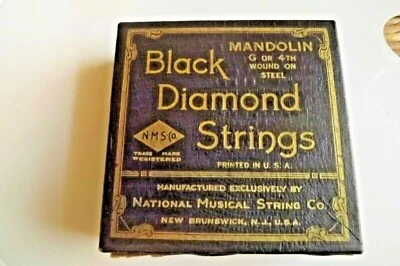 MANDOLIN
G OR 4TH
WOUND ON
STEEL
Black
Diamond
Strings
N.M.S.Co.
TRADE MARK
REGISTERED
PRINTED IN U.S.A.
MANUFACTURED EXCLUSIVELY BY
NATIONAL MUSICAL STRING CO.
NEW BRUNSWICK, N.J., U.S.A.